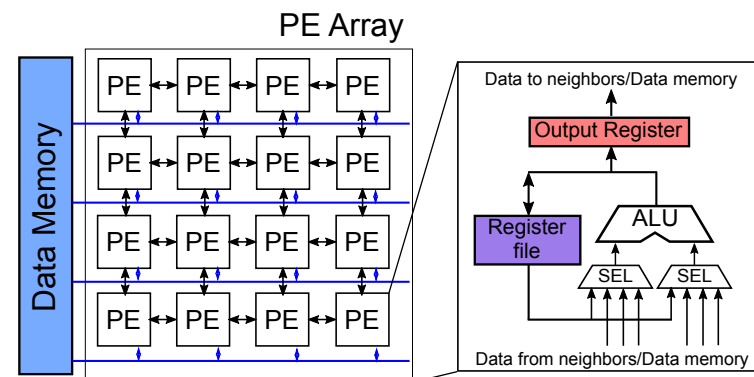 PE Array
Data Memory
PE PE PE PE
PE PE PE PE
PE PE PE PE
PE PE PE PE
Data to neighbors/Data memory
Output Register
Register
file
ALU
SEL SEL
Data from neighbors/Data memory